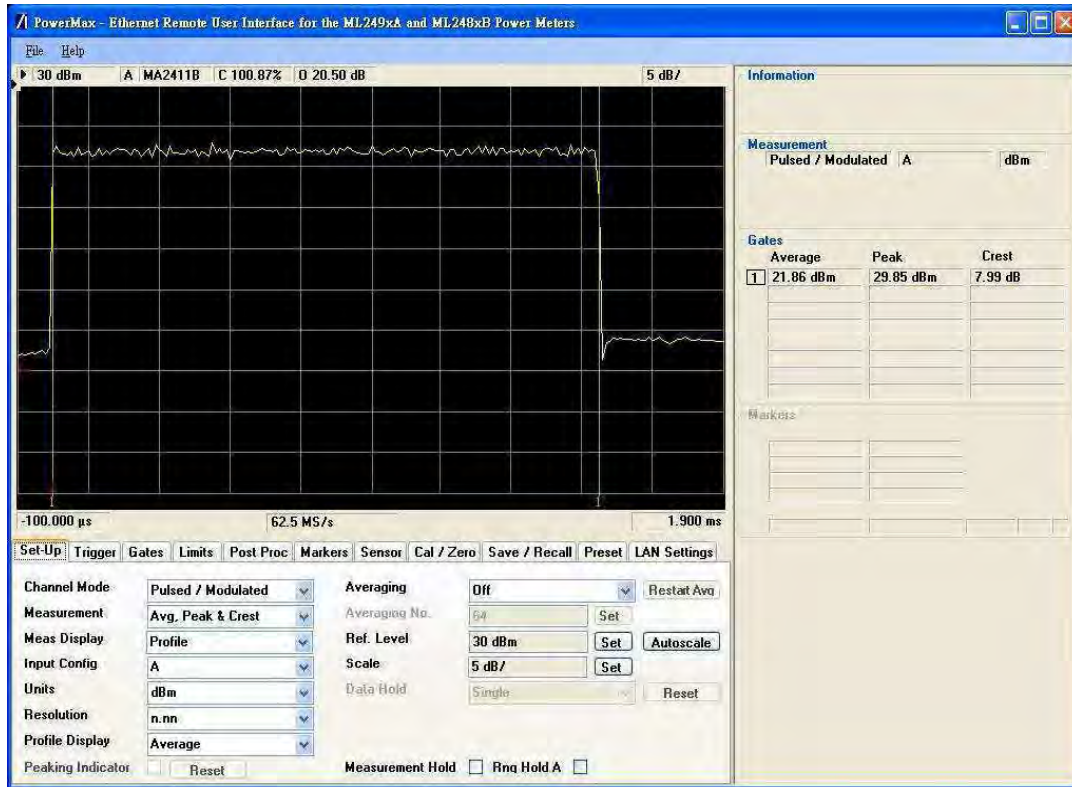 PowerMax - Ethernet Remote User Interface for the ML249xA and ML248xB Power Meters
File Help
30 dBm A MA2411B C 100.87% O 20.50 dB 5 dB/
1 1'
-100.000 µs 62.5 MS/s 1.900 ms
Information
Measurement
Pulsed / Modulated A dBm
Gates
Average Peak Crest
1 21.86 dBm 29.85 dBm 7.99 dB
Markers
Set-Up Trigger Gates Limits Post Proc Markers Sensor Cal / Zero Save / Recall Preset LAN Settings
Channel Mode Pulsed / Modulated Averaging Off Restart Avg
Measurement Avg, Peak & Crest Averaging No. 64 Set
Meas Display Profile Ref. Level 30 dBm Set Autoscale
Input Config A Scale 5 dB/ Set
Units dBm Data Hold Single Reset
Resolution n.nn
Profile Display Average
Peaking Indicator Reset Measurement Hold Rng Hold A